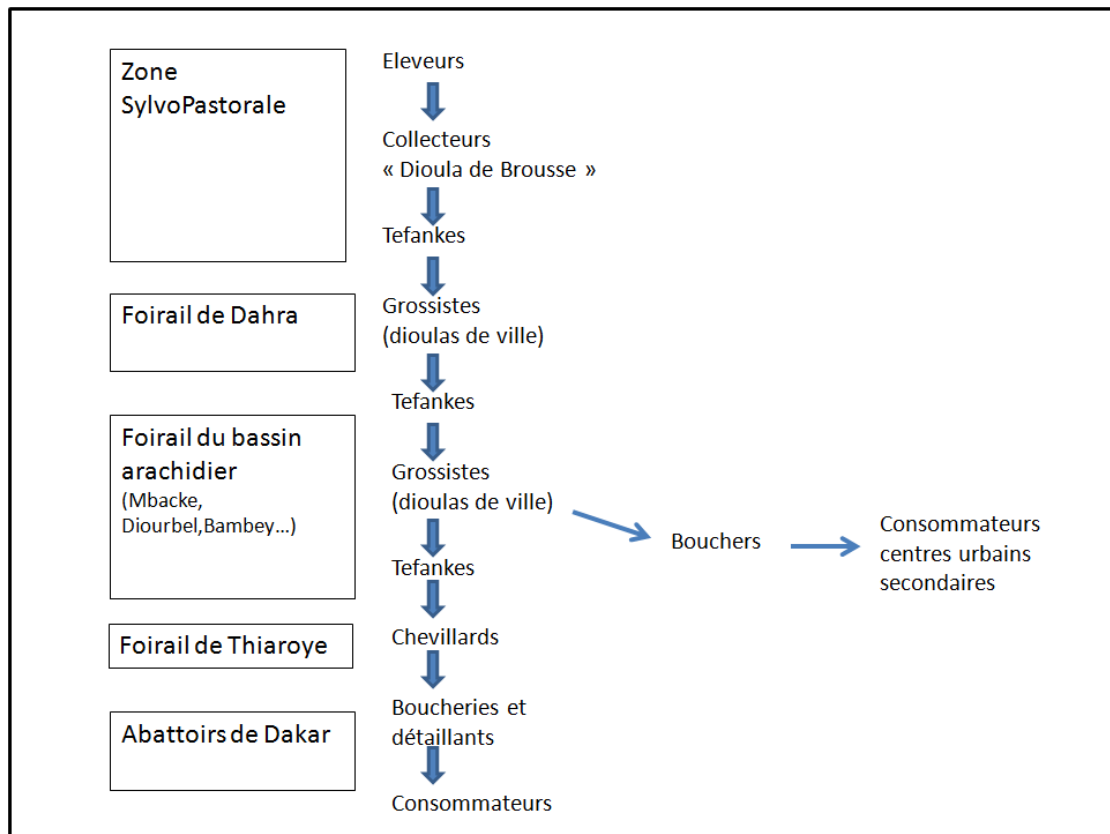 Zone
SylvoPastorale
Eleveurs
Collecteurs
« Dioula de Brousse »
Tefankes
Foirail de Dahra
Grossistes
(dioulas de ville)
Tefankes
Foirail du bassin
arachidier
(Mbacke,
Diourbel,Bambey...)
Grossistes
(dioulas de ville)
Bouchers
Consommateurs
centres urbains
secondaires
Tefankes
Foirail de Thiaroye
Chevillards
Abattoirs de Dakar
Boucheries et
détaillants
Consommateurs